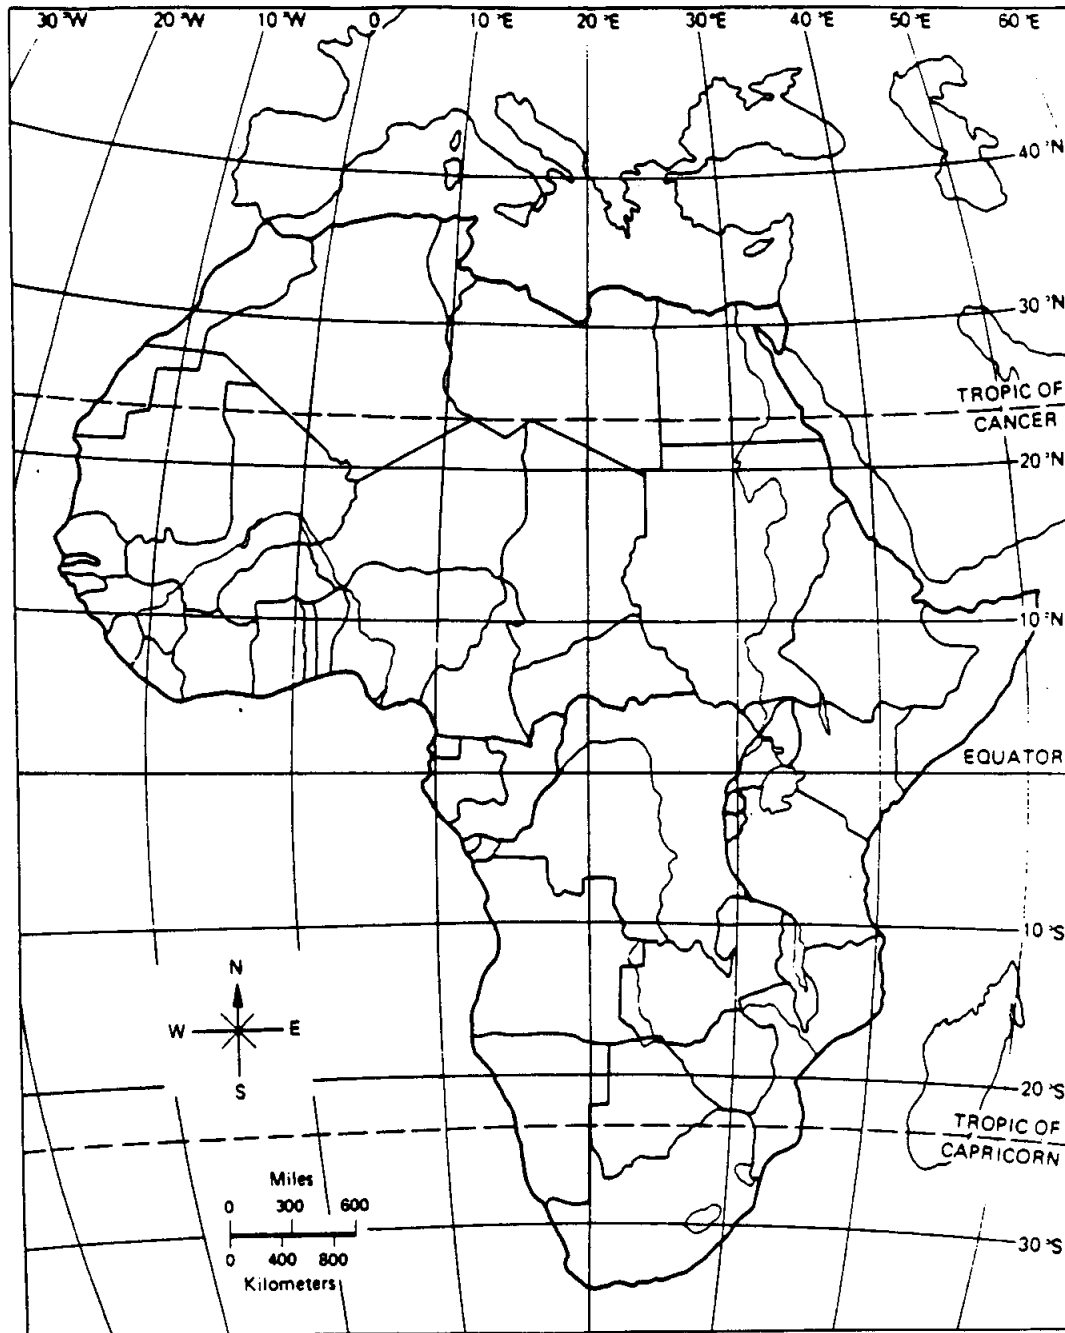 30 °W 20 °W 10 °W 0 10 °E 20 °E 30 °E 40 °E 50 °E 60 °E
40 °N
30 °N
TROPIC OF
CANCER
20 °N
10 °N
EQUATOR
10 °S
N
W E
S
20 °S
TROPIC OF
CAPRICORN
Miles
0 300 600
0 400 800
Kilometers
30 °S